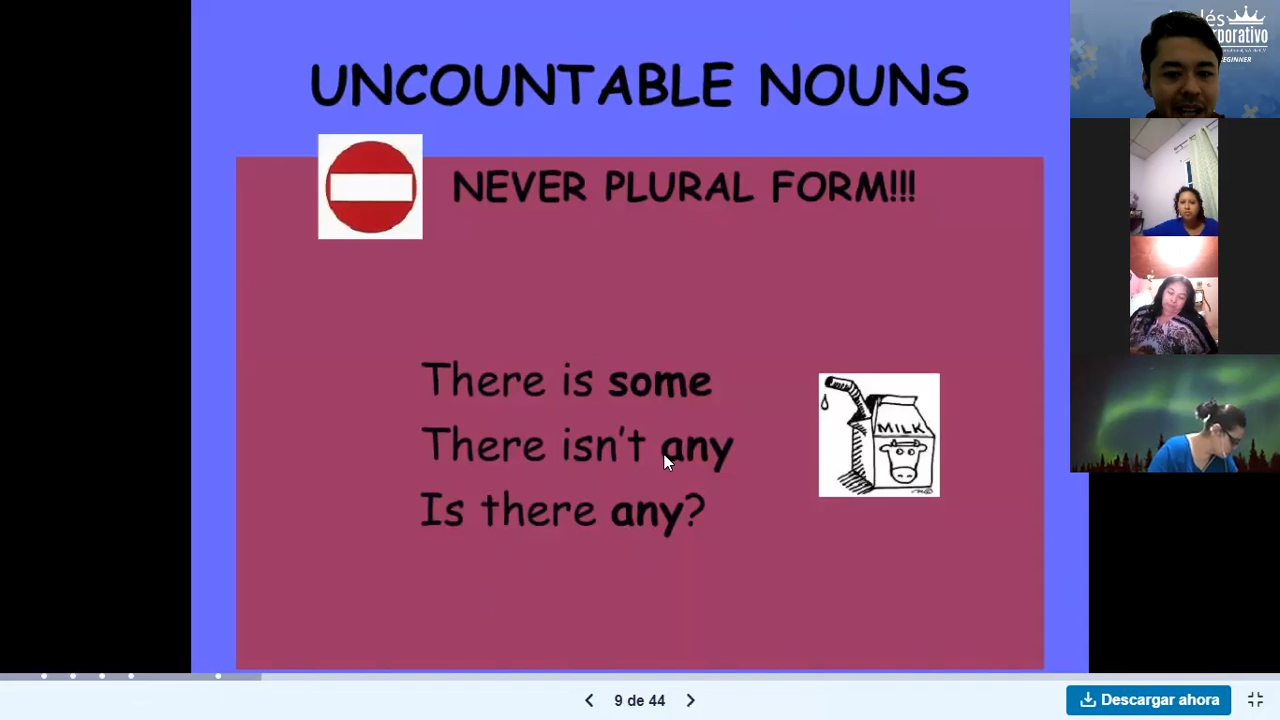 UNCOUNTABLE NOUNS
NEVER PLURAL FORM!!!
There is some
There isn't any
Is there any?
MILK
9 de 44
Descargar ahora